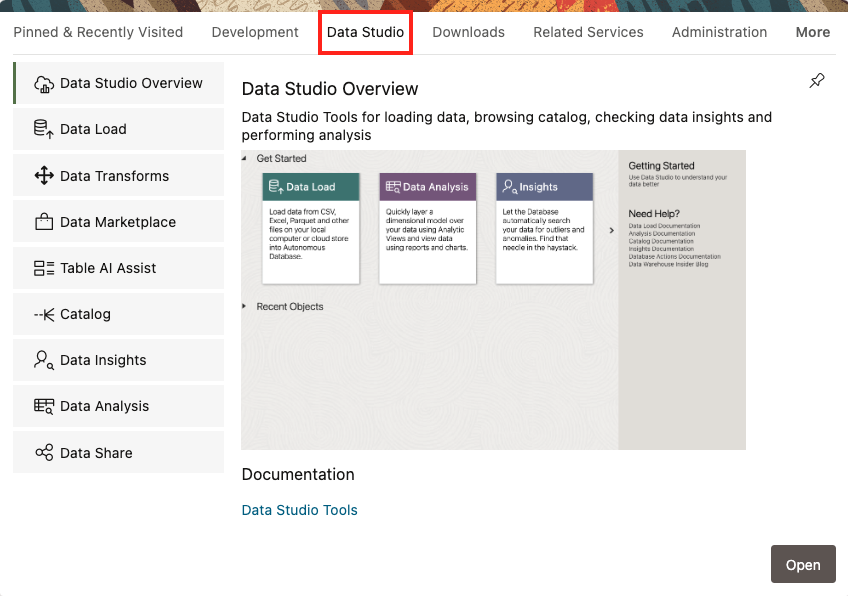 Pinned & Recently Visited Development Data Studio Downloads Related Services Administration More
Data Studio Overview
Data Load
Data Transforms
Data Marketplace
Table AI Assist
Catalog
Data Insights
Data Analysis
Data Share
Data Studio Overview
Data Studio Tools for loading data, browsing catalog, checking data insights and
performing analysis
Get Started
Data Load
Load data from CSV,
Excel, Parquet and other
files on your local
computer or cloud store
into Autonomous
Database.
Data Analysis
Quickly layer a
dimensional model over
your data using Analytic
Views and view data
using reports and charts.
Insights
Let the Database
automatically search
your data for outliers and
anomalies. Find that
needle in the haystack.
Recent Objects
Getting Started
Use Data Studio to understand your
data better
Need Help?
Data Load Documentation
Analysis Documentation
Catalog Documentation
Insights Documentation
Database Actions Documentation
Data Warehouse Insider Blog
Documentation
Data Studio Tools
Open